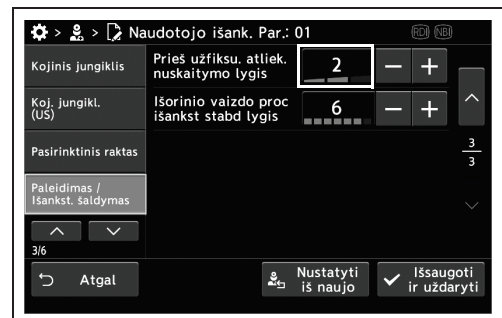 > > Naudotojo išank. Par.: 01 RDI NBI
Kojinis jungiklis
Koj. jungikl.
(US)
Pasirinktinis raktas
Paleidimas /
Išankst. šaldymas
3/6
Prieš užfiksu. atliek.
nuskaitymo lygis
2
− +
Išorinio vaizdo proc
išankst stabd lygis
6
− +
3
3
Atgal
Nustatyti
iš naujo
Išsaugoti
ir uždaryti